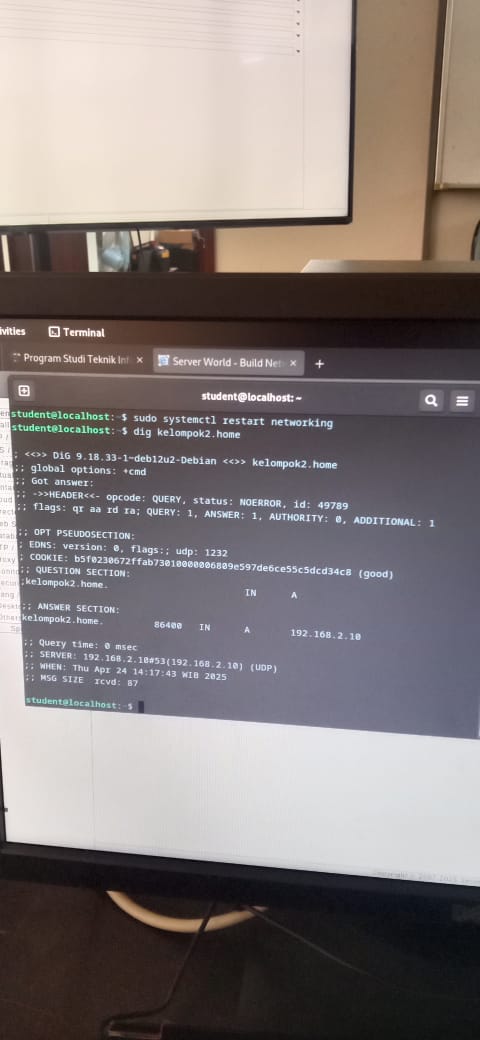 Terminal
Program Studi Teknik Inf
Server World - Build Net
student@localhost: ~
student@localhost:~$ sudo systemctl restart networking
student@localhost:~$ dig kelompok2.home
; <<>> DiG 9.18.33-1~deb12u2-Debian <<>> kelompok2.home
;; global options: +cmd
;; Got answer:
;; ->>HEADER<<- opcode: QUERY, status: NOERROR, id: 49789
;; flags: qr aa rd ra; QUERY: 1, ANSWER: 1, AUTHORITY: 0, ADDITIONAL: 1
;; OPT PSEUDOSECTION:
; EDNS: version: 0, flags:; udp: 1232
; COOKIE: b5f0230672ffab73010000006809e597de6ce55c5dcd34c8 (good)
;; QUESTION SECTION:
;kelompok2.home. IN A
;; ANSWER SECTION:
kelompok2.home. 86400 IN A 192.168.2.10
;; Query time: 0 msec
;; SERVER: 192.168.2.10#53(192.168.2.10) (UDP)
;; WHEN: Thu Apr 24 14:17:43 WIB 2025
;; MSG SIZE rcvd: 87
student@localhost:~$